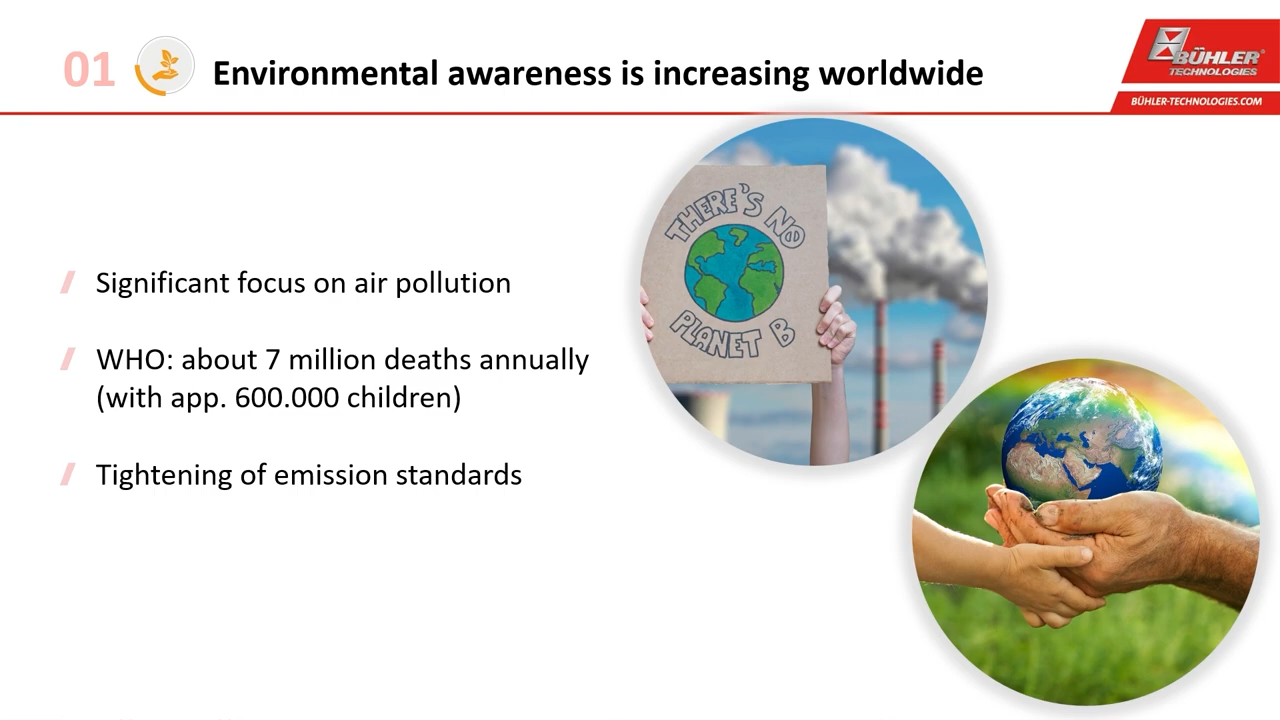 01
Environmental awareness is increasing worldwide
BÜHLER
TECHNOLOGIES
BÜHLER-TECHNOLOGIES.COM
THERE'S NO
PLANET B
Significant focus on air pollution
WHO: about 7 million deaths annually
(with app. 600.000 children)
Tightening of emission standards